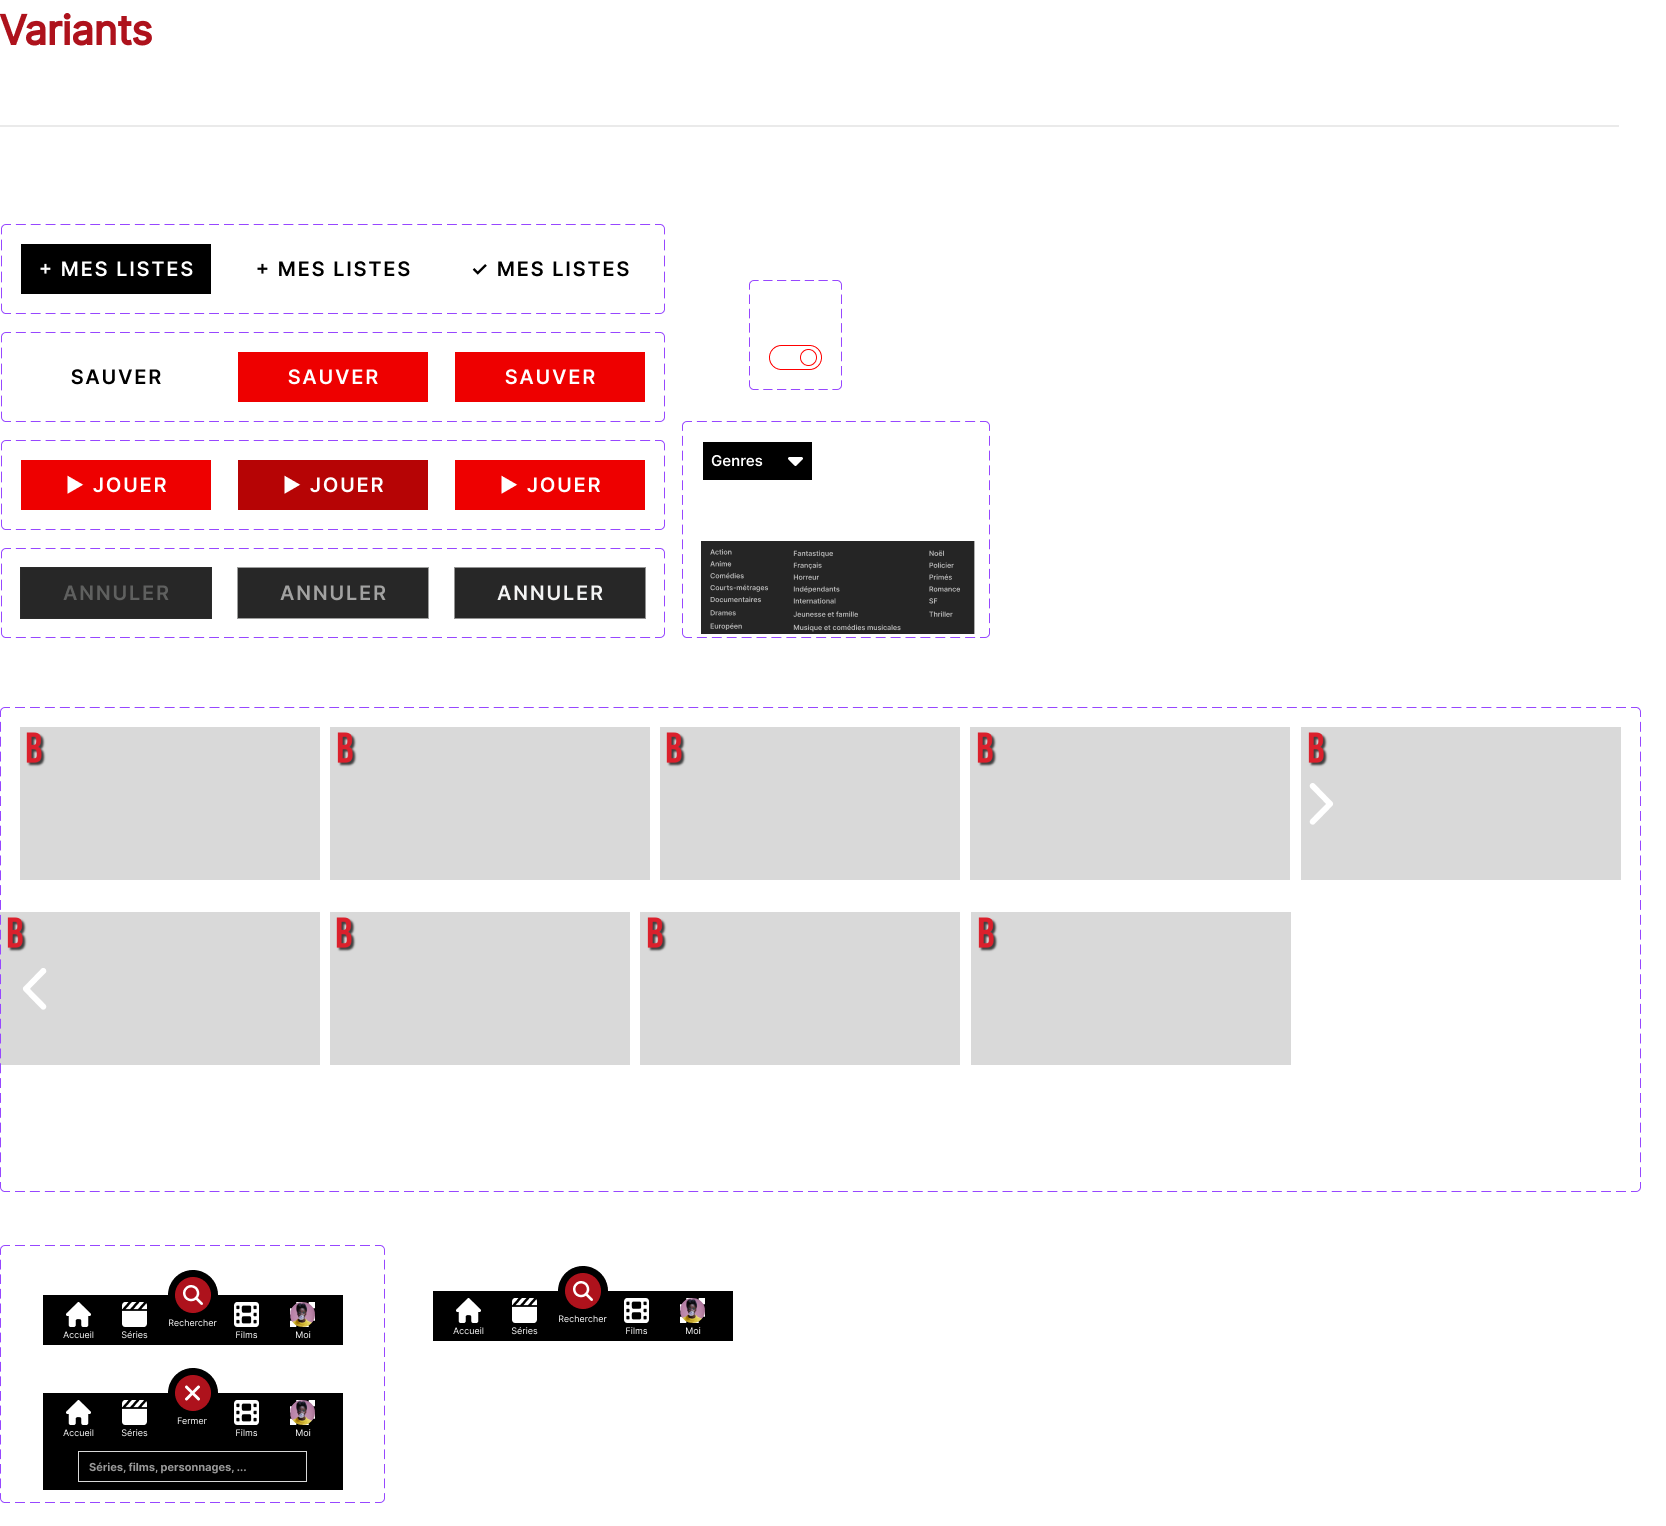 Variants
+ MES LISTES
+ MES LISTES
✓ MES LISTES
SAUVER
SAUVER
SAUVER
▶ JOUER
▶ JOUER
▶ JOUER
ANNULER
ANNULER
ANNULER
Genres
Action
Anime
Comédies
Courts-métrages
Documentaires
Drames
Européen
Fantastique
Français
Horreur
Indépendants
International
Jeunesse et famille
Musique et comédies musicales
Noël
Policier
Primés
Romance
SF
Thriller
B
B
B
B
B
B
B
B
B
Accueil
Séries
Rechercher
Films
Moi
Accueil
Séries
Rechercher
Films
Moi
Accueil
Séries
Fermer
Films
Moi
Séries, films, personnages, ...